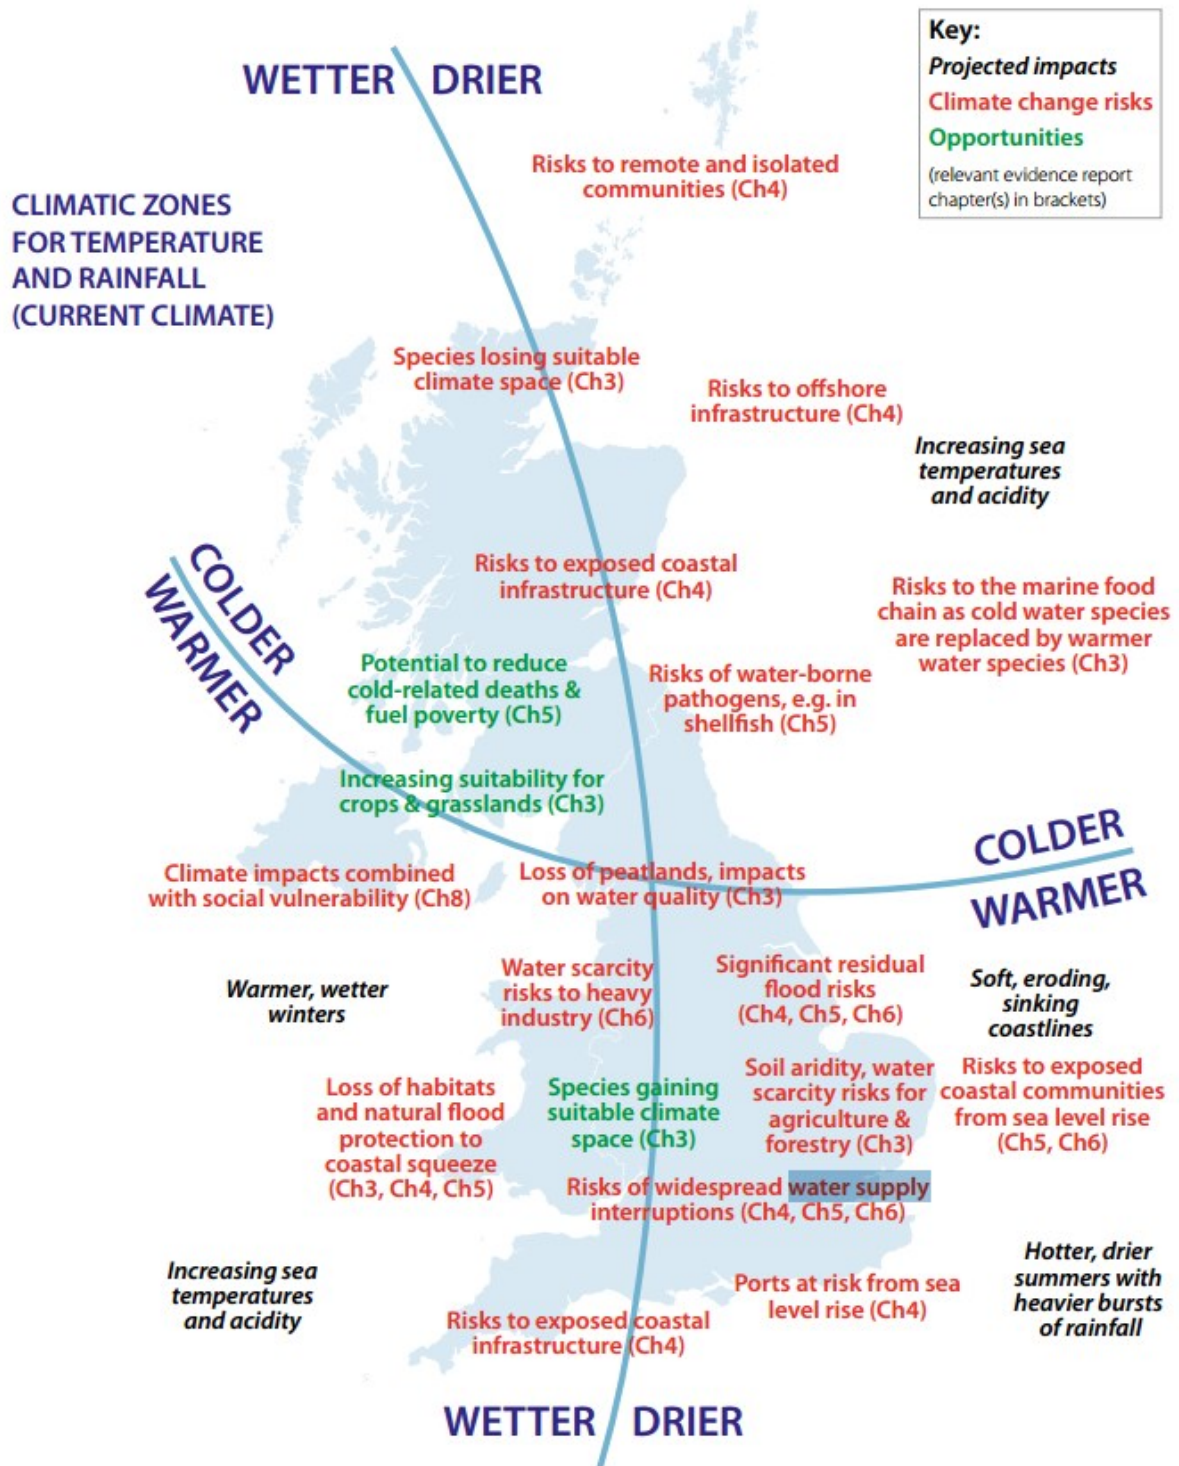 Key:
Projected impacts
Climate change risks
Opportunities
(relevant evidence report
chapter(s) in brackets)
WETTER
DRIER
CLIMATIC ZONES
FOR TEMPERATURE
AND RAINFALL
(CURRENT CLIMATE)
Risks to remote and isolated
communities (Ch4)
Species losing suitable
climate space (Ch3)
Risks to offshore
infrastructure (Ch4)
Increasing sea
temperatures
and acidity
COLDER
WARMER
Risks to exposed coastal
infrastructure (Ch4)
Risks to the marine food
chain as cold water species
are replaced by warmer
water species (Ch3)
Potential to reduce
cold-related deaths &
fuel poverty (Ch5)
Risks of water-borne
pathogens, e.g. in
shellfish (Ch5)
Increasing suitability for
crops & grasslands (Ch3)
COLDER
WARMER
Climate impacts combined
with social vulnerability (Ch8)
Loss of peatlands, impacts
on water quality (Ch3)
Warmer, wetter
winters
Water scarcity
risks to heavy
industry (Ch6)
Significant residual
flood risks
(Ch4, Ch5, Ch6)
Soft, eroding,
sinking
coastlines
Loss of habitats
and natural flood
protection to
coastal squeeze
(Ch3, Ch4, Ch5)
Species gaining
suitable climate
space (Ch3)
Soil aridity, water
scarcity risks for
agriculture &
forestry (Ch3)
Risks to exposed
coastal communities
from sea level rise
(Ch5, Ch6)
Risks of widespread water supply
interruptions (Ch4, Ch5, Ch6)
Increasing sea
temperatures
and acidity
Risks to exposed coastal
infrastructure (Ch4)
Ports at risk from sea
level rise (Ch4)
Hotter, drier
summers with
heavier bursts
of rainfall
WETTER
DRIER